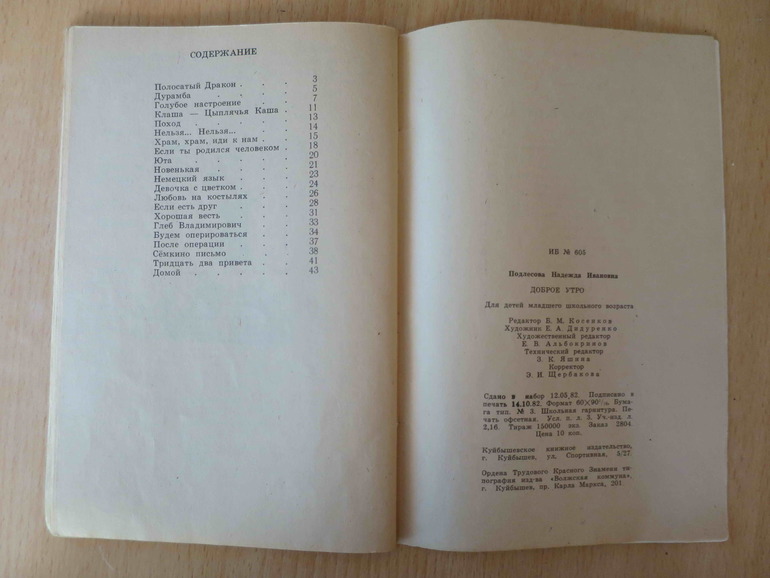 СОДЕРЖАНИЕ
Полосатый Дракон . . . 3
Дурамба . . . . 5
Голубое настроение . . 7
Клаша — Цыплячья Каша . 11
Поход . . . . . 13
Нельзя... Нельзя... . . 14
Храм, храм, иди к нам . . 15
Если ты родился человеком . 18
Юта . . . . . 20
Новенькая . . . . 21
Немецкий язык . . . 23
Девочка с цветком . . . 24
Любовь на костылях . . 26
Если есть друг . . . 28
Хорошая весть . . . 31
Глеб Владимирович . . . 33
Будем оперироваться . . 34
После операции . . . 37
Сёмкино письмо . . . 38
Тридцать два привета . . 41
Домой . . . . . 43
ИБ № 605
Подлесова Надежда Ивановна
ДОБРОЕ УТРО
Для детей младшего школьного возраста
Редактор Б. М. Косенков
Художник Е. А. Дидуренко
Художественный редактор
Е. В. Альбокринов
Технический редактор
З. К. Яшина
Корректор
Э. И. Щербакова
Сдано в набор 12.05.82. Подписано в
печать 14.10.82. Формат 60×90 1/16. Бума-
га тип. № 3. Школьная гарнитура. Пе-
чать офсетная. Усл. п. л. 3. Уч.-изд. л.
2,16. Тираж 150000 экз. Заказ 2804.
Цена 10 коп.
Куйбышевское книжное издательство,
г. Куйбышев, ул. Спортивная, 5/27.
Ордена Трудового Красного Знамени ти-
пография изд-ва «Волжская коммуна»,
г. Куйбышев, пр. Карла Маркса, 201.